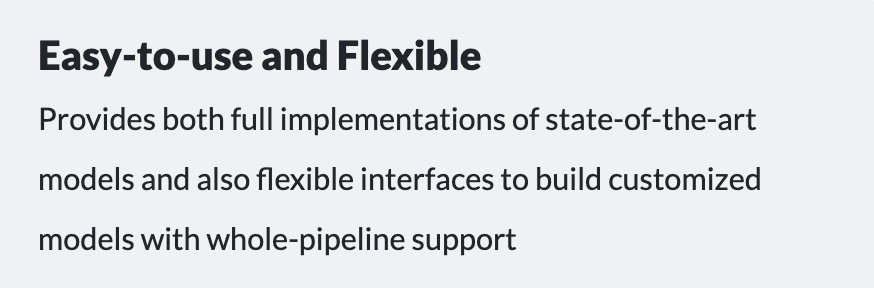 Easy-to-use and Flexible
Provides both full implementations of state-of-the-art
models and also flexible interfaces to build customized
models with whole-pipeline support